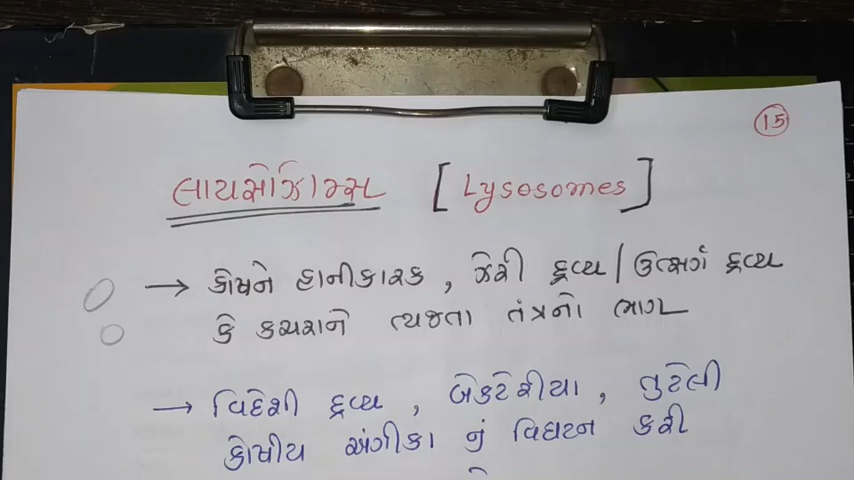 15
લાયસોઝોમ્સ [Lysosomes]
→ કોષને હાનીકારક , ઝેરી દ્રવ્ય / ઉત્સર્ગ દ્રવ્ય
કે કચરાને ત્યજતા તંત્રનો ભાગ
→ વિદેશી દ્રવ્ય , બેક્ટેરીયા , તુટેલી
કોષીય અંગીકા નું વિઘટન કરી